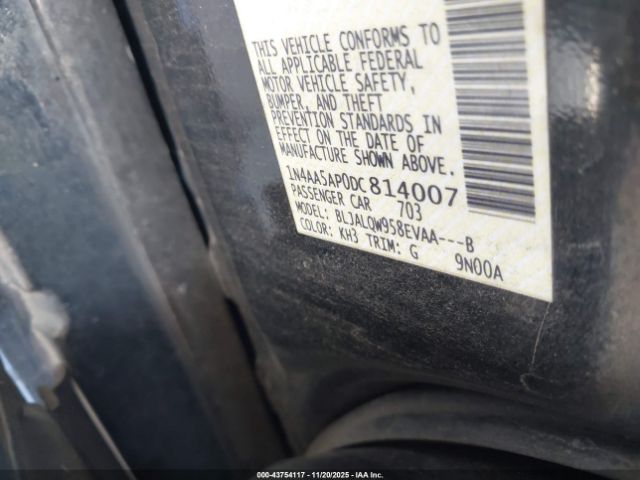 THIS VEHICLE CONFORMS TO
ALL APPLICABLE FEDERAL
MOTOR VEHICLE SAFETY,
BUMPER, AND THEFT
PREVENTION STANDARDS IN
EFFECT ON THE DATE OF
MANUFACTURE SHOWN ABOVE.
1N4AA5AP0DC814007
PASSENGER CAR 703
MODEL: BLJALQW958EVAA---B
COLOR: KH3 TRIM: G 9N00A
000-43754117 - 11/20/2025 - IAA Inc.